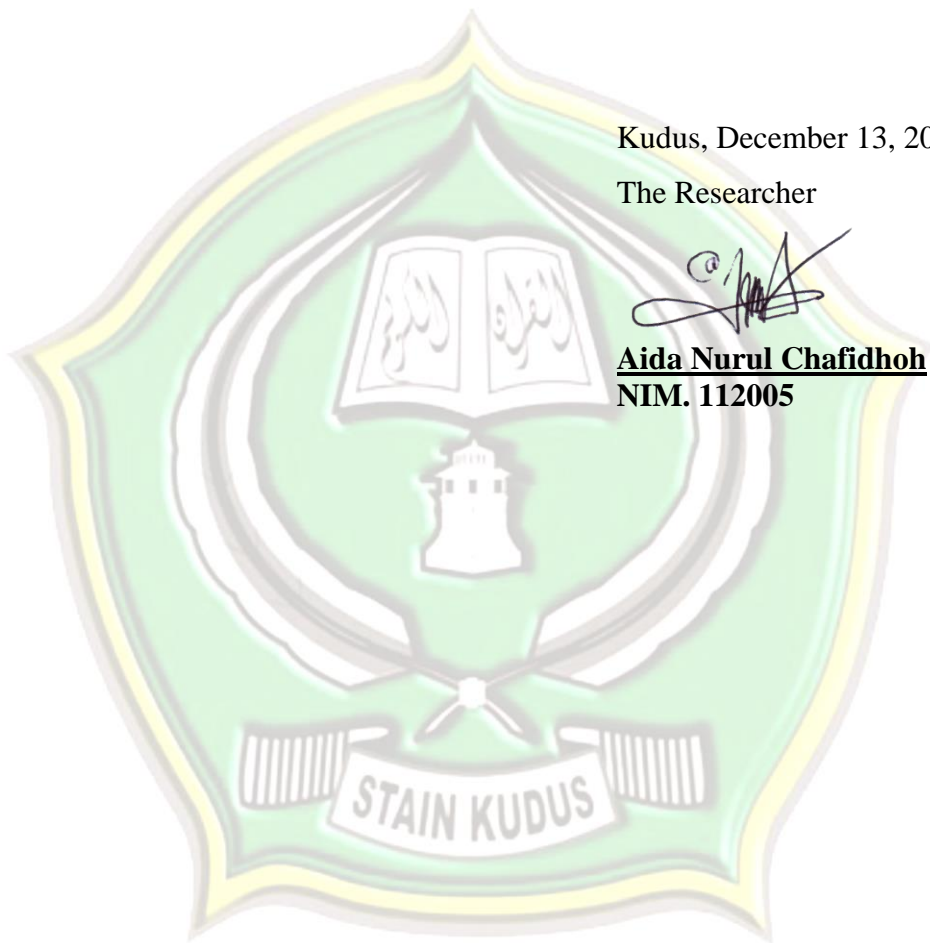 Kudus, December 13, 20
The Researcher
Aida Nurul Chafidhoh
NIM. 112005
STAIN KUDUS